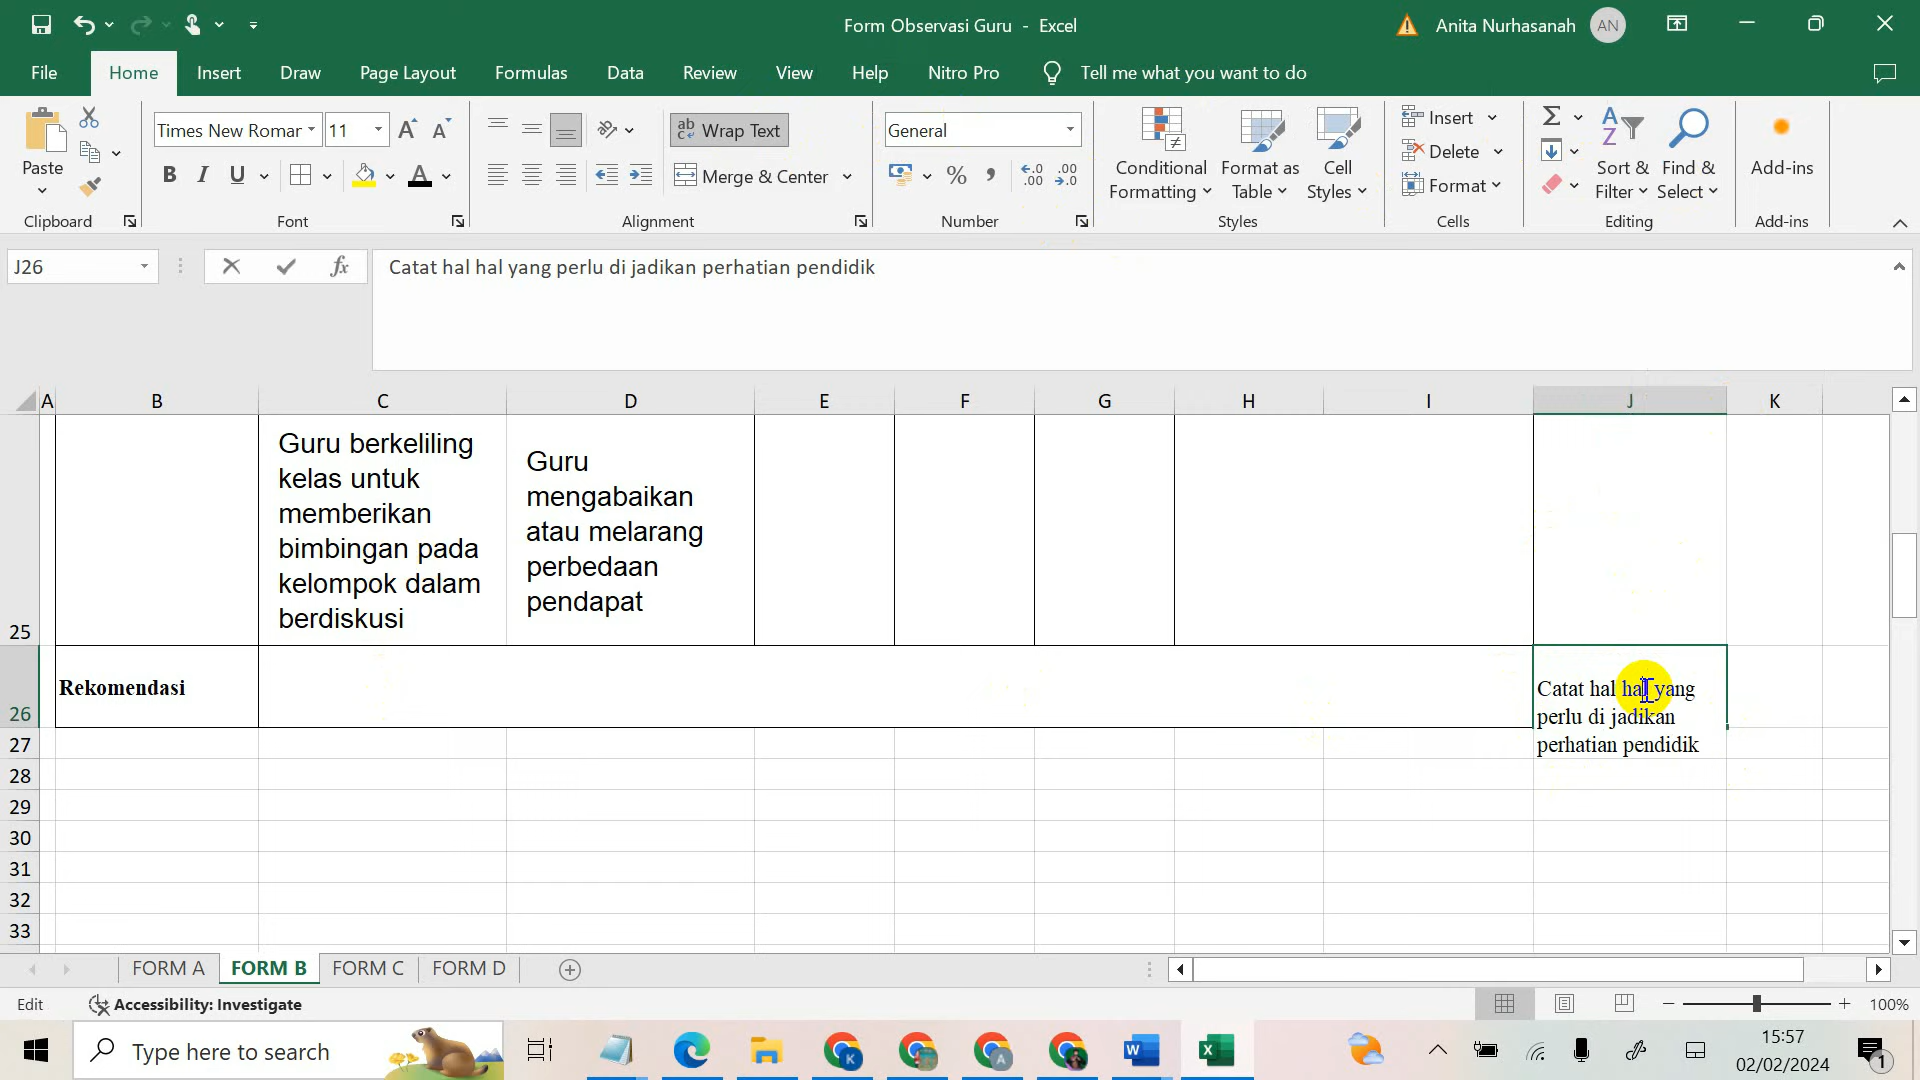 Form Observasi Guru - Excel
Anita Nurhasanah
AN
File Home Insert Draw Page Layout Formulas Data Review View Help Nitro Pro Tell me what you want to do
Paste
Clipboard
Times New Romar 11
B I U A
Font
Wrap Text
Merge & Center
Alignment
General
Number
Conditional Formatting
Format as Table
Cell Styles
Styles
Insert
Delete
Format
Cells
Sort & Filter
Find & Select
Editing
Add-ins
Add-ins
J26
fx
Catat hal hal yang perlu di jadikan perhatian pendidik
A B C D E F G H I J K
25
Guru berkeliling
kelas untuk
memberikan
bimbingan pada
kelompok dalam
berdiskusi
Guru
mengabaikan
atau melarang
perbedaan
pendapat
26
Rekomendasi
Catat hal hal yang
perlu di jadikan
perhatian pendidik
27
28
29
30
31
32
33
FORM A FORM B FORM C FORM D
Edit
Accessibility: Investigate
100%
Type here to search
15:57
02/02/2024
1